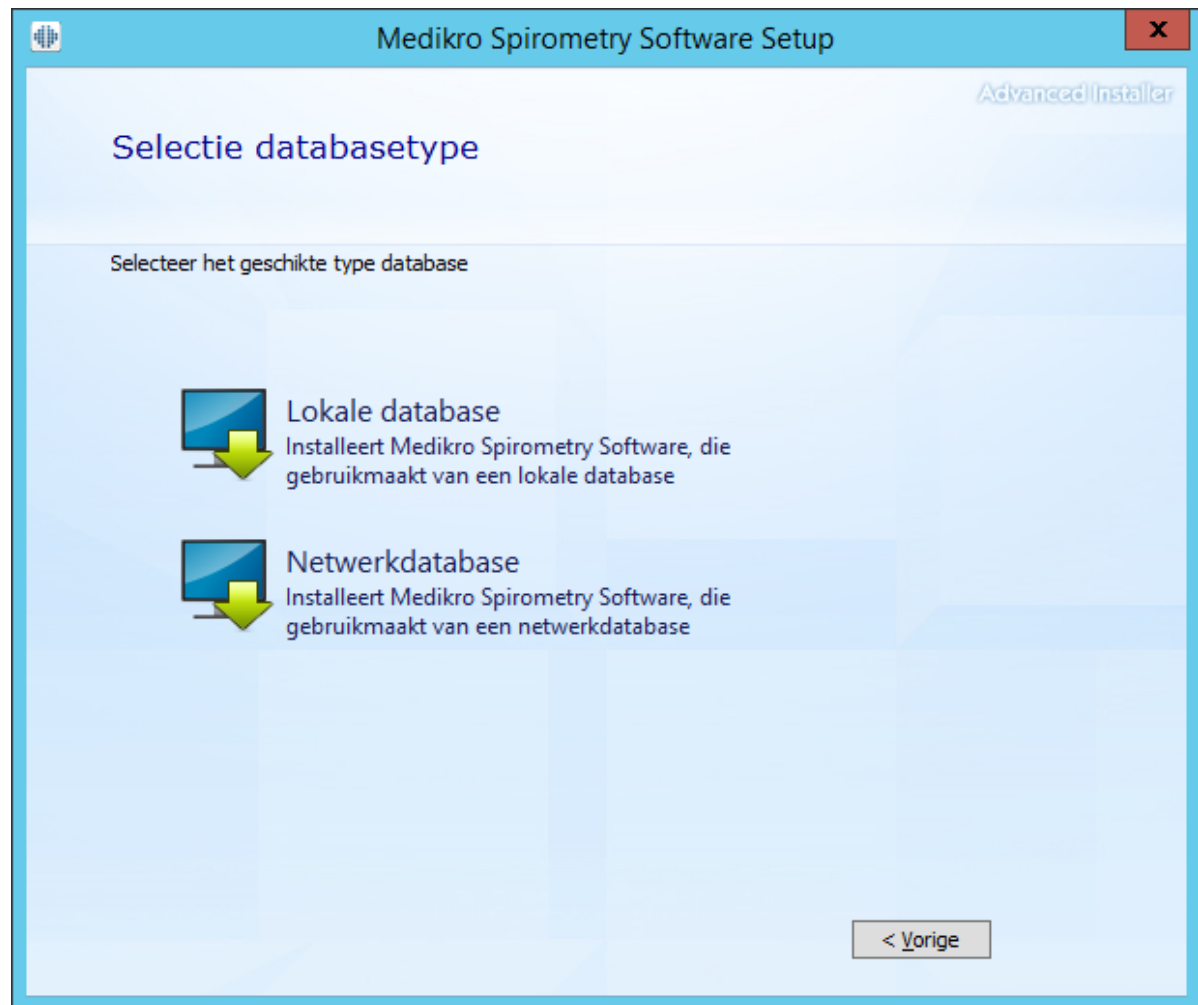 Medikro Spirometry Software Setup
x
Advanced Installer
Selectie databasetype
Selecteer het geschikte type database
Lokale database
Installeert Medikro Spirometry Software, die
gebruikmaakt van een lokale database
Netwerkdatabase
Installeert Medikro Spirometry Software, die
gebruikmaakt van een netwerkdatabase
< Vorige